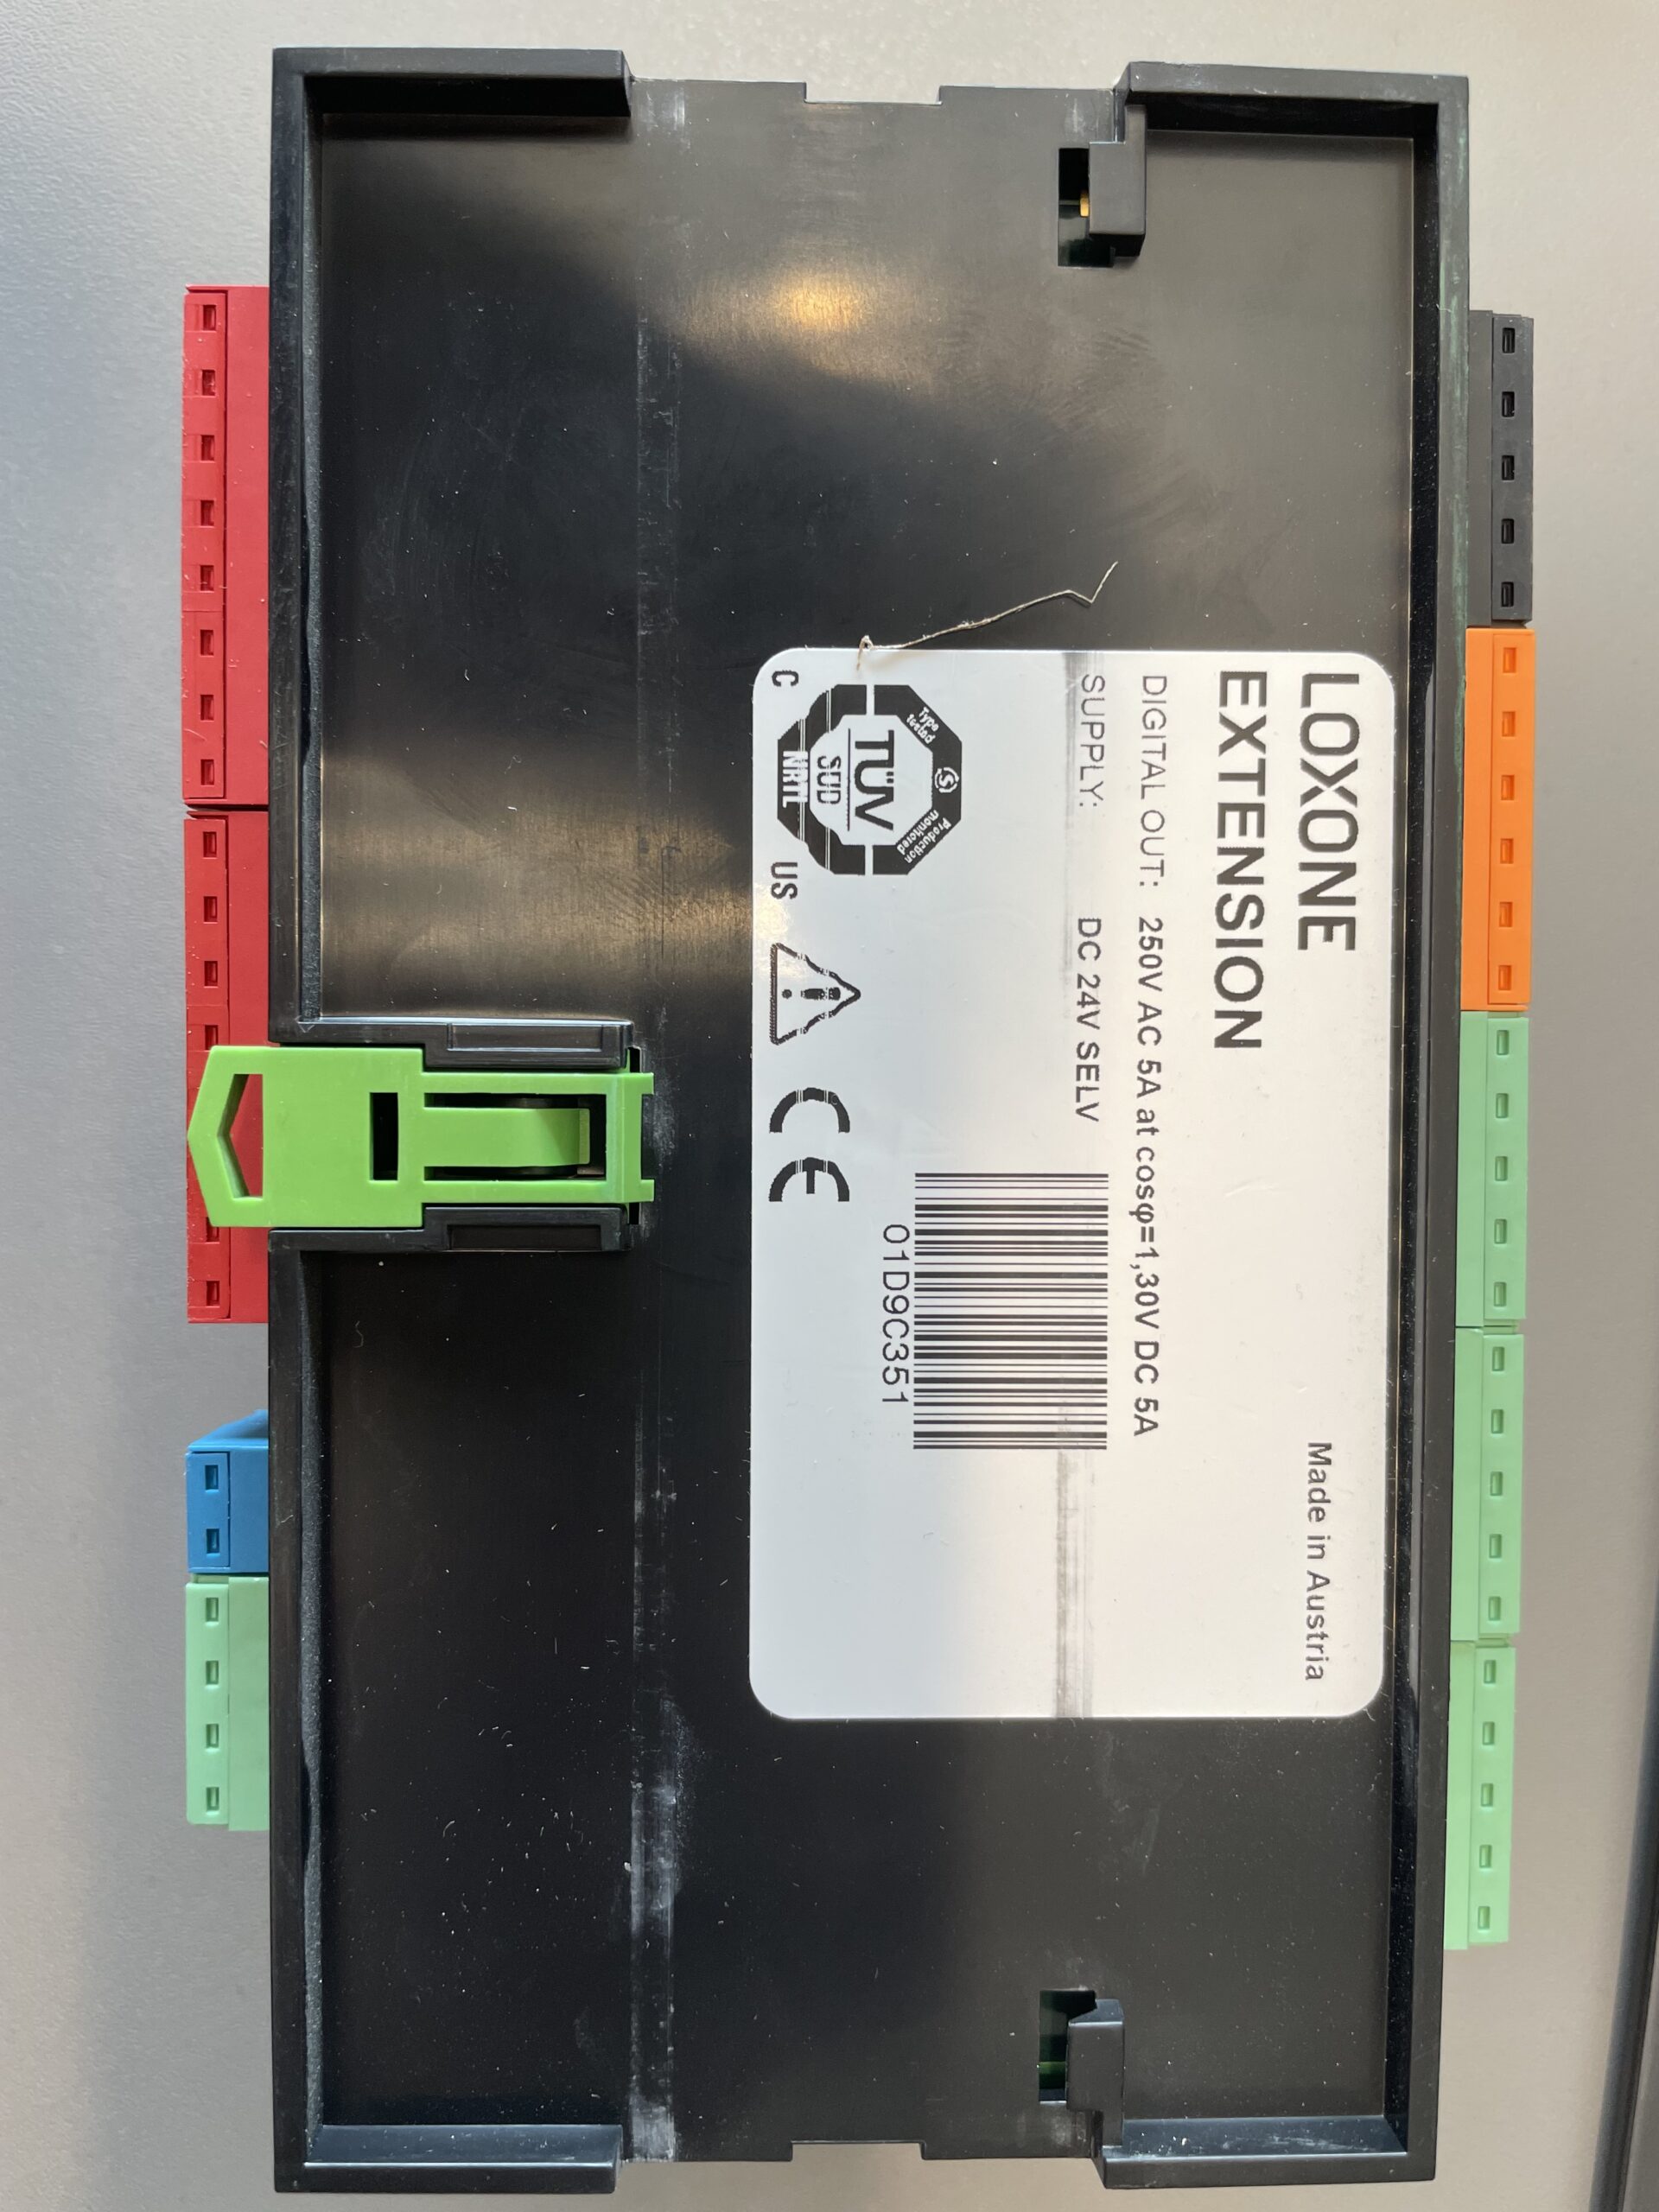 LOXONE
EXTENSION
Made in Austria
DIGITAL OUT: 250V AC 5A at cosφ=1,30V DC 5A
SUPPLY: DC 24V SELV
01D9C351
Type tested
Production monitored
TÜV
SÜD
NRTL
C US
CE